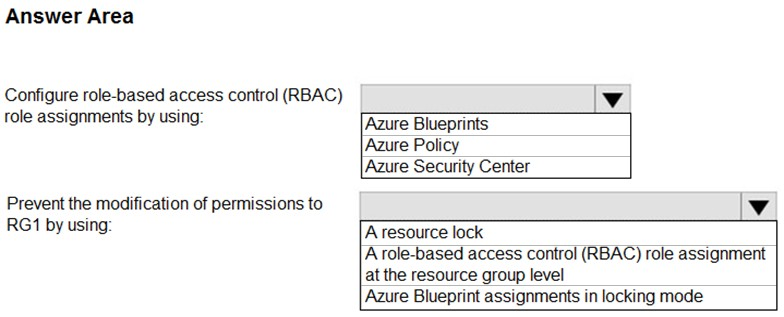 Answer Area
Configure role-based access control (RBAC)
role assignments by using:
Azure Blueprints
Azure Policy
Azure Security Center
Prevent the modification of permissions to
RG1 by using:
A resource lock
A role-based access control (RBAC) role assignment
at the resource group level
Azure Blueprint assignments in locking mode